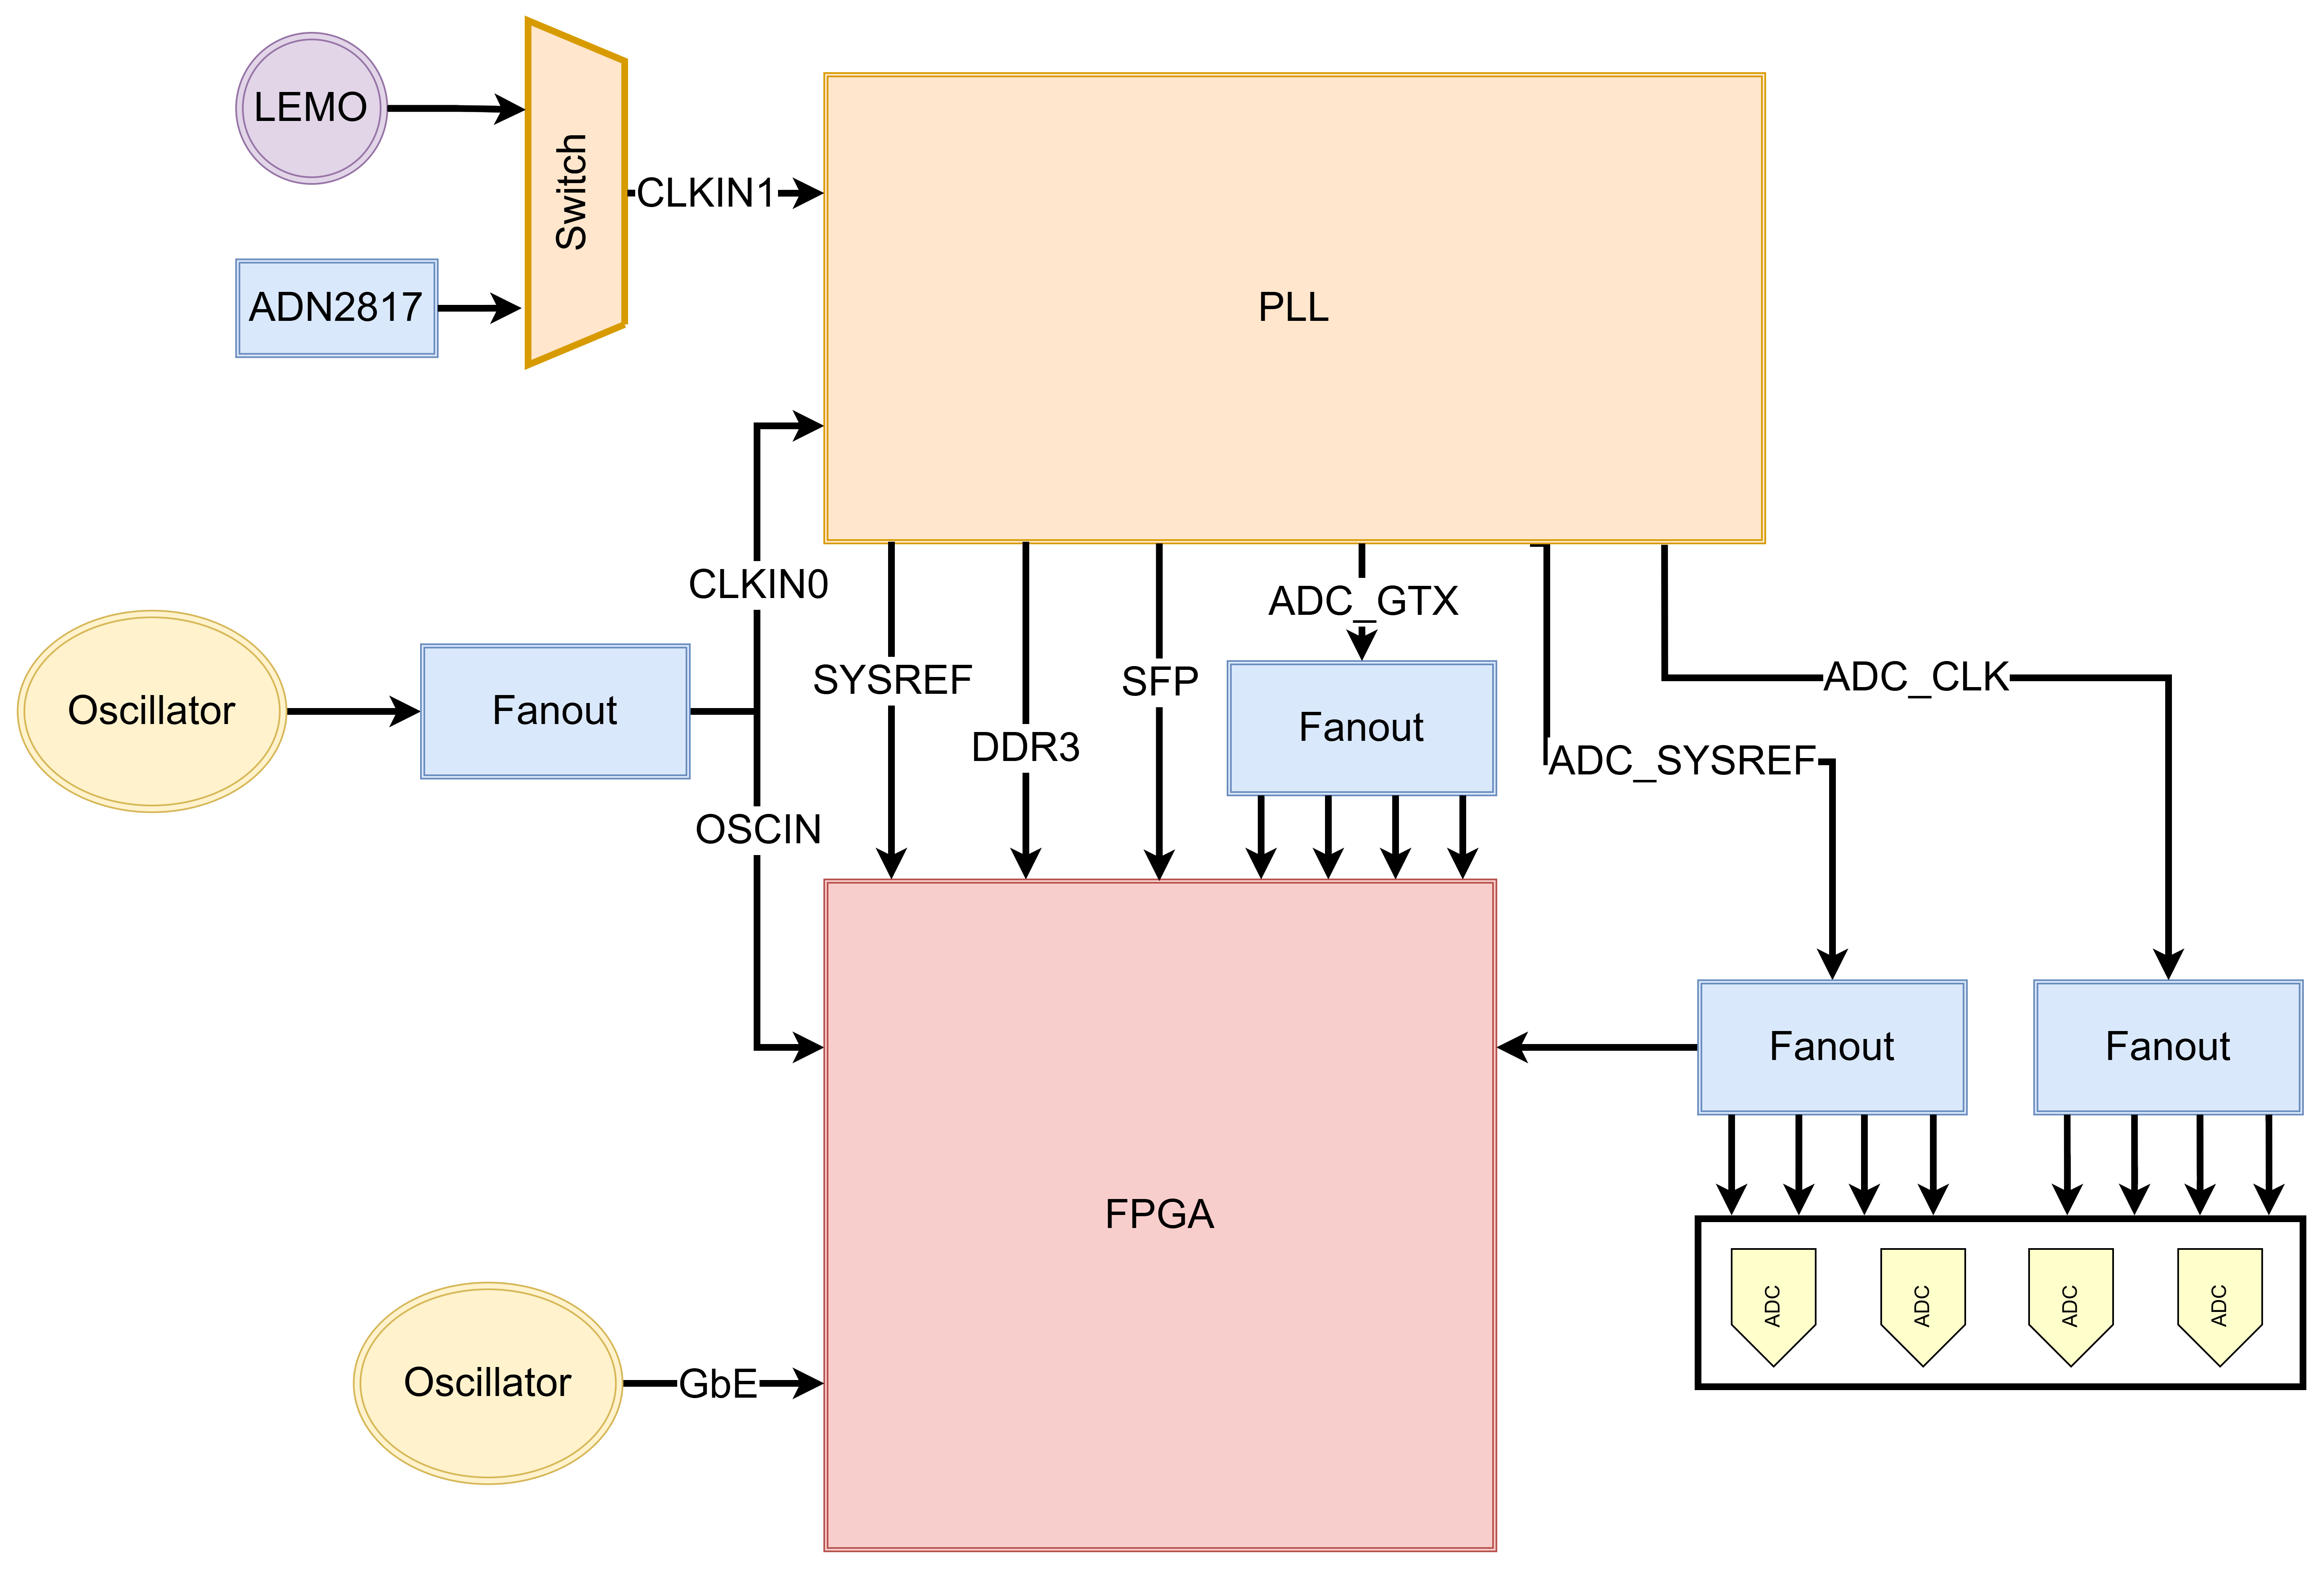 LEMO
Switch
CLKIN1
ADN2817
PLL
CLKIN0
ADC_GTX
SYSREF
SFP
ADC_CLK
Oscillator
Fanout
Fanout
DDR3
ADC_SYSREF
OSCIN
Fanout
Fanout
FPGA
ADC
ADC
ADC
ADC
Oscillator
GbE